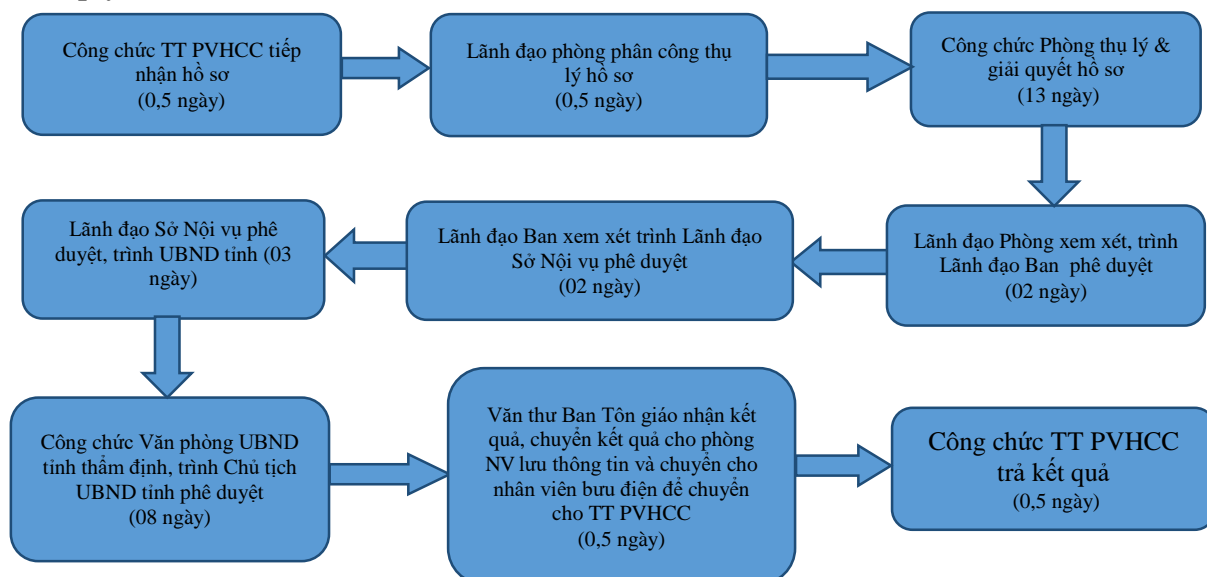 Công chức TT PVHCC tiếp
nhận hồ sơ
(0,5 ngày)
Lãnh đạo phòng phân công thụ
lý hồ sơ
(0,5 ngày)
Công chức Phòng thụ lý &
giải quyết hồ sơ
(13 ngày)
Lãnh đạo Phòng xem xét, trình
Lãnh đạo Ban  phê duyệt
(02 ngày)
Lãnh đạo Ban xem xét trình Lãnh đạo
Sở Nội vụ phê duyệt
(02 ngày)
Lãnh đạo Sở Nội vụ phê
duyệt, trình UBND tỉnh (03
ngày)
Công chức Văn phòng UBND
tỉnh thẩm định, trình Chủ tịch
UBND tỉnh phê duyệt
(08 ngày)
Văn thư Ban Tôn giáo nhận kết
quả, chuyển kết quả cho phòng
NV lưu thông tin và chuyển cho
nhân viên bưu điện để chuyển
cho TT PVHCC
(0,5 ngày)
Công chức TT PVHCC
trả kết quả
(0,5 ngày)